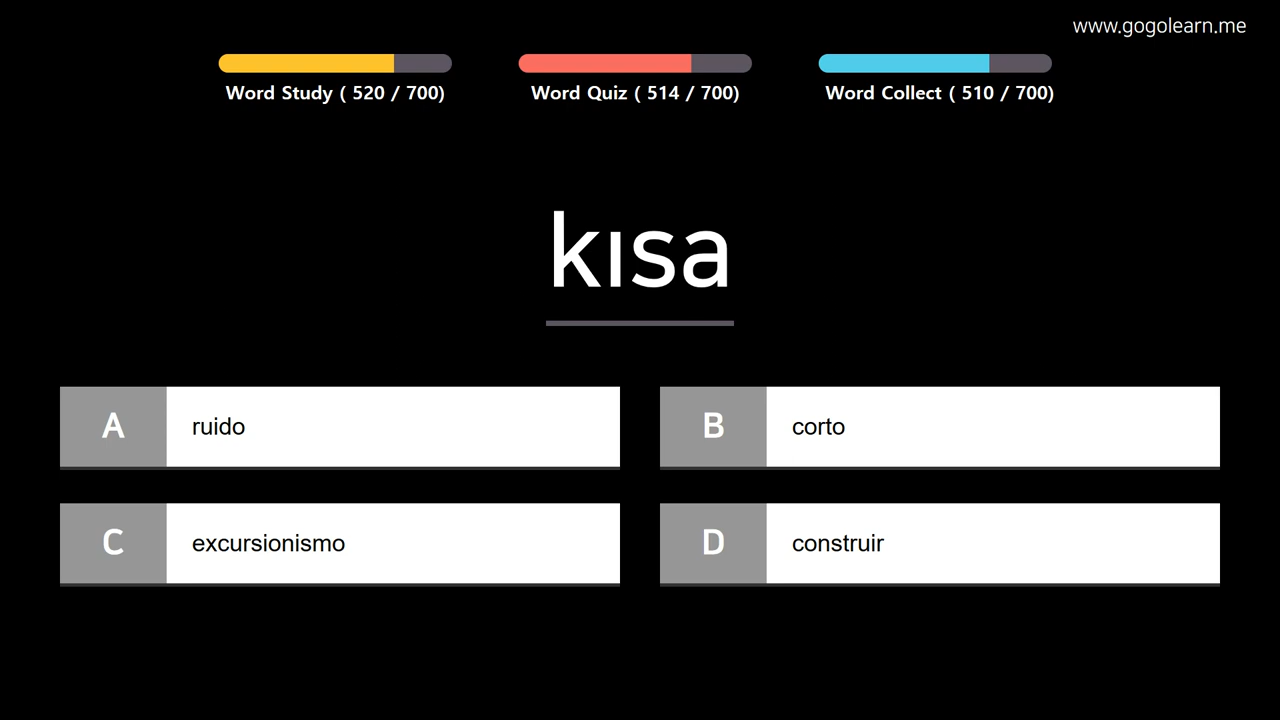 www.gogolearn.me
Word Study ( 520 / 700)
Word Quiz ( 514 / 700)
Word Collect ( 510 / 700)
kısa
A ruido
B corto
C excursionismo
D construir